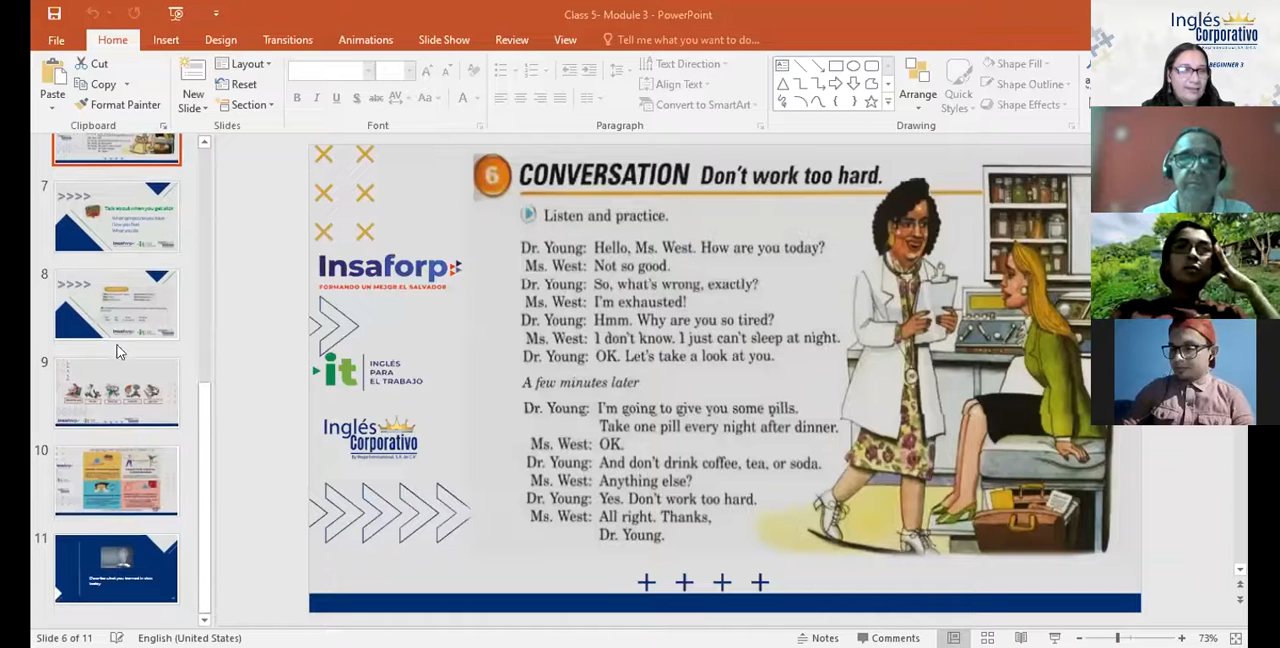 Class 5- Module 3 - PowerPoint
File Home Insert Design Transitions Animations Slide Show Review View Tell me what you want to do...
Paste
Cut
Copy
Format Painter
Clipboard
New
Slide
Layout
Reset
Section
Slides
Font
Text Direction
Align Text
Convert to SmartArt
Paragraph
Arrange
Quick
Styles
Shape Fill
Shape Outline
Shape Effects
Drawing
Inglés
Corporativo
BEGINNER 3
7
8
9
10
11
6 CONVERSATION Don't work too hard.
Listen and practice.
Dr. Young: Hello, Ms. West. How are you today?
Ms. West: Not so good.
Dr. Young: So, what's wrong, exactly?
Ms. West: I'm exhausted!
Dr. Young: Hmm. Why are you so tired?
Ms. West: I don't know. I just can't sleep at night.
Dr. Young: OK. Let's take a look at you.
A few minutes later
Dr. Young: I'm going to give you some pills.
Take one pill every night after dinner.
Ms. West: OK.
Dr. Young: And don't drink coffee, tea, or soda.
Ms. West: Anything else?
Dr. Young: Yes. Don't work too hard.
Ms. West: All right. Thanks,
Dr. Young.
Insaforp
FORMANDO UN MEJOR EL SALVADOR
it INGLÉS
PARA
EL TRABAJO
Inglés
Corporativo
Slide 6 of 11 English (United States) Notes Comments 73%